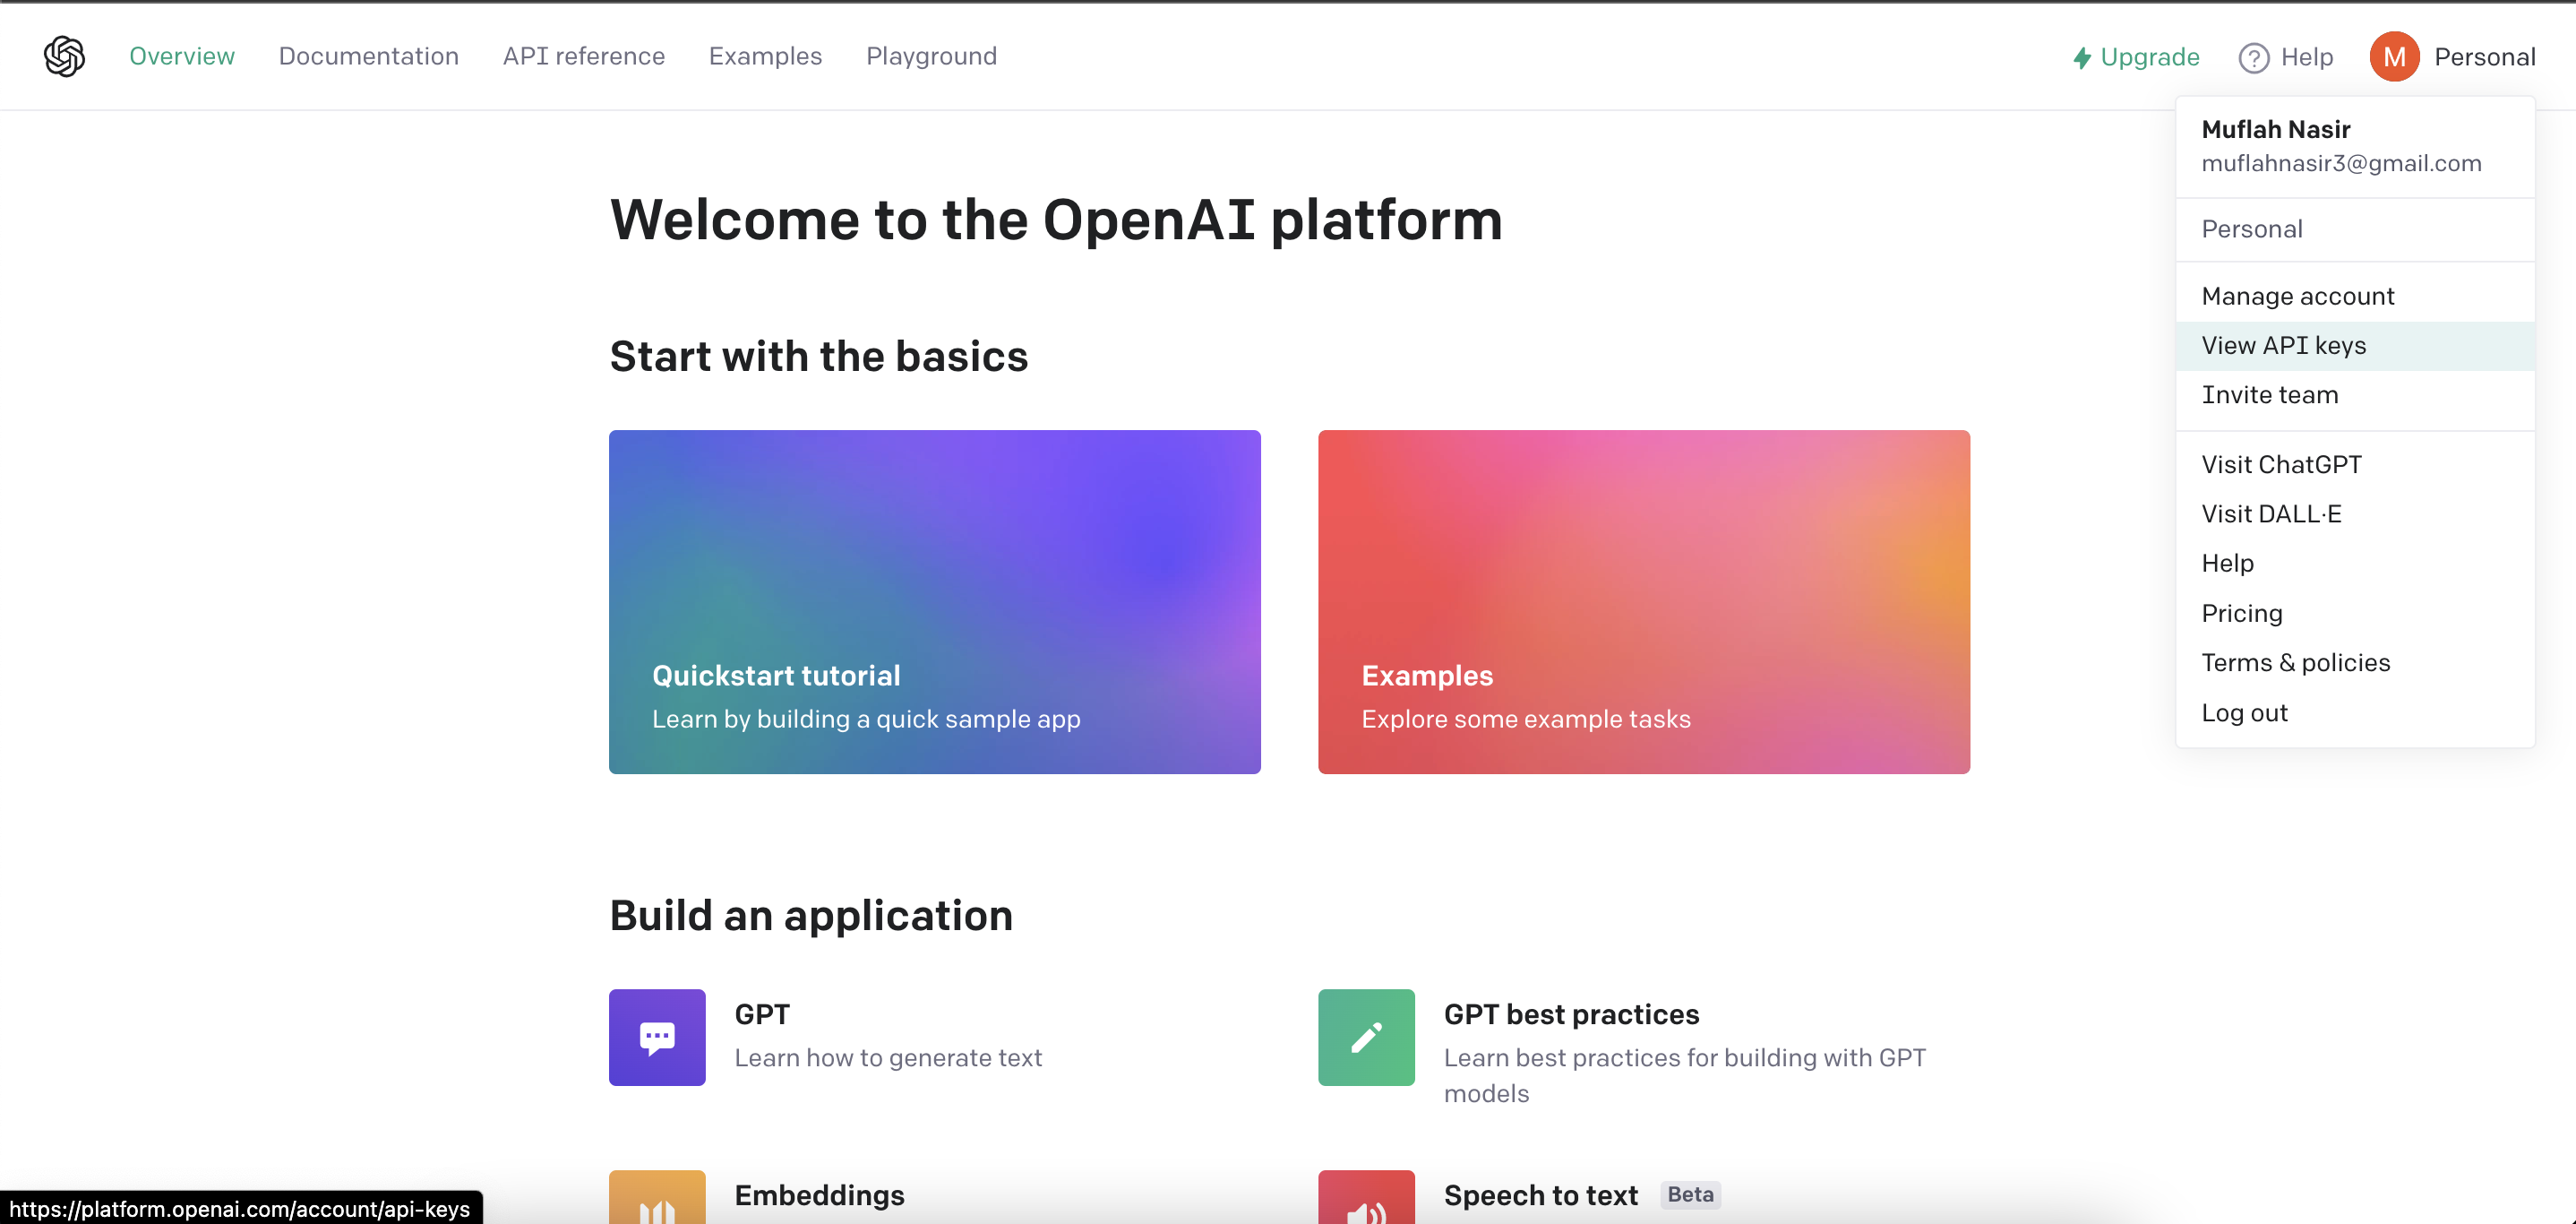 Overview Documentation API reference Examples Playground
Upgrade Help M Personal
Muflah Nasir
muflahnasir3@gmail.com
Personal
Manage account
View API keys
Invite team
Visit ChatGPT
Visit DALL·E
Help
Pricing
Terms & policies
Log out
Welcome to the OpenAI platform
Start with the basics
Quickstart tutorial
Learn by building a quick sample app
Examples
Explore some example tasks
Build an application
GPT
Learn how to generate text
GPT best practices
Learn best practices for building with GPT
models
Embeddings
Speech to text Beta
https://platform.openai.com/account/api-keys